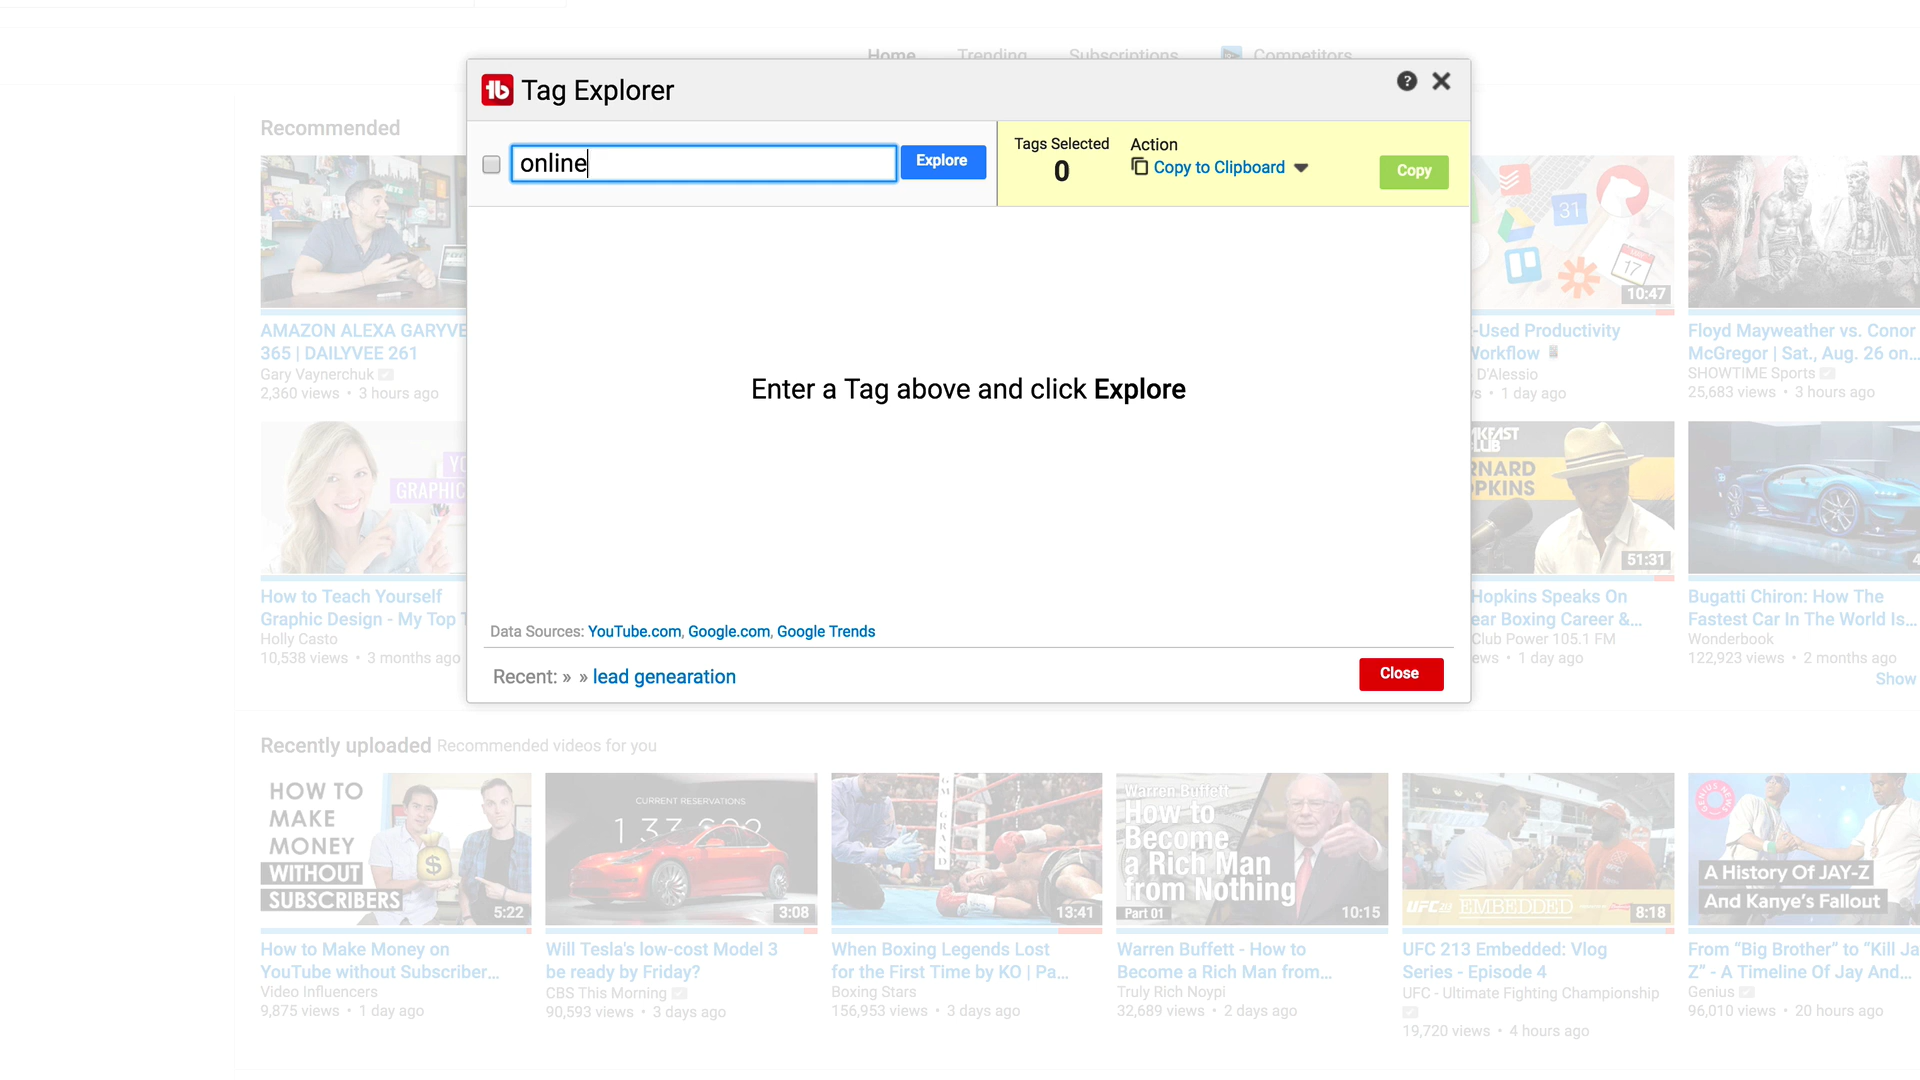 Home Trending Subscriptions Competitors
Tag Explorer
online
Explore
Tags Selected
0
Action
Copy to Clipboard
Copy
Enter a Tag above and click Explore
Data Sources: YouTube.com, Google.com, Google Trends
Recent: » » lead genearation
Close
Recommended
AMAZON ALEXA GARYVE
365 | DAILYVEE 261
Gary Vaynerchuk
2,360 views • 3 hours ago
31
17
10:47
-Used Productivity
Workflow
D'Alessio
1 day ago
Floyd Mayweather vs. Conor
McGregor | Sat., Aug. 26 on...
SHOWTIME Sports
25,683 views • 3 hours ago
GRAPHIC
How to Teach Yourself
Graphic Design - My Top
Holly Casto
10,538 views • 3 months ago
51:31
Hopkins Speaks On
ear Boxing Career &...
Club Power 105.1 FM
ews • 1 day ago
Bugatti Chiron: How The
Fastest Car In The World Is...
Wonderbook
122,923 views • 2 months ago
Show
Recently uploaded Recommended videos for you
HOW TO
MAKE
MONEY
WITHOUT
SUBSCRIBERS
5:22
How to Make Money on
YouTube without Subscriber...
Video Influencers
9,875 views • 1 day ago
CURRENT RESERVATIONS
3:08
Will Tesla's low-cost Model 3
be ready by Friday?
CBS This Morning
90,593 views • 3 days ago
GRAND
13:41
When Boxing Legends Lost
for the First Time by KO | Pa...
Boxing Stars
156,953 views • 3 days ago
Warren Buffett
How to
Become
a Rich Man
from Nothing
Part 01
10:15
Warren Buffett - How to
Become a Rich Man from...
Truly Rich Noypi
32,689 views • 2 days ago
EMBEDDED
8:18
UFC 213 Embedded: Vlog
Series - Episode 4
UFC - Ultimate Fighting Championship
19,720 views • 4 hours ago
GENIUS NEWS
A History Of JAY-Z
And Kanye's Fallout
From “Big Brother” to “Kill Ja
Z” - A Timeline Of Jay And...
Genius
96,010 views • 20 hours ago